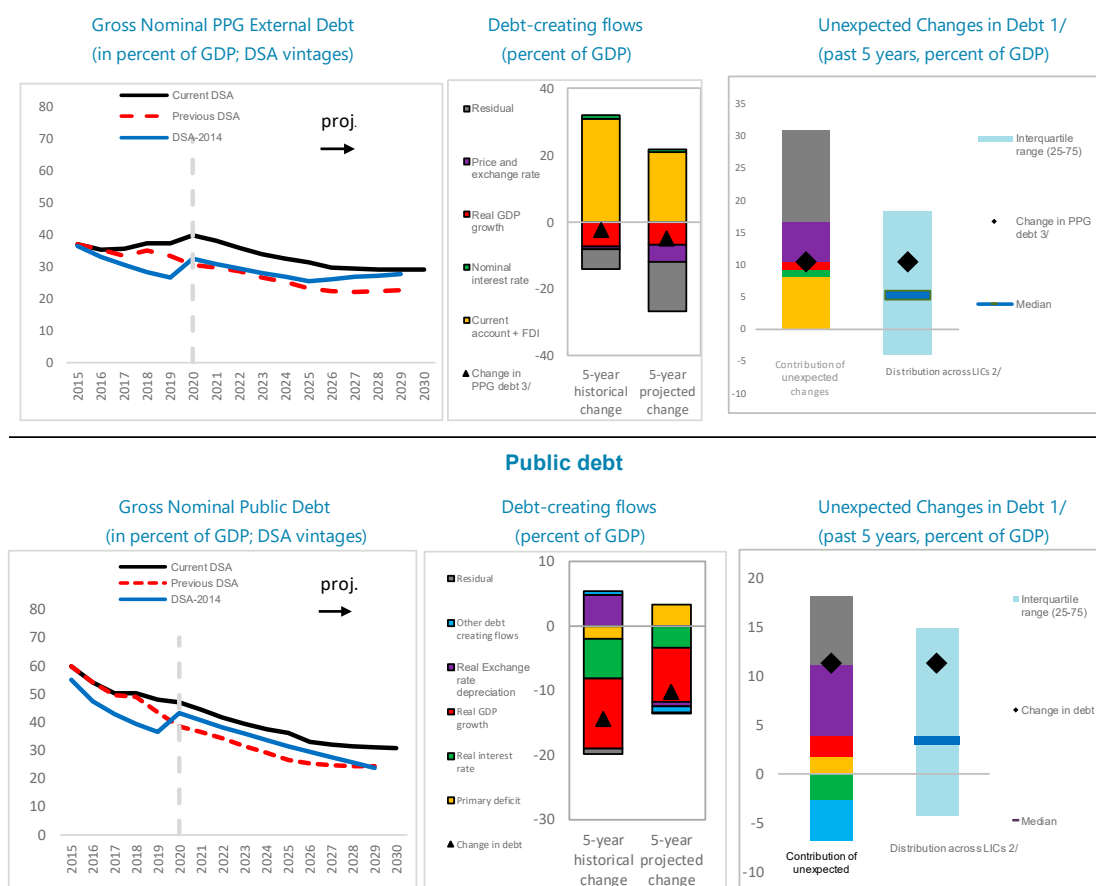 Gross Nominal PPG External Debt
(in percent of GDP; DSA vintages)
Current DSA
Previous DSA
DSA-2014
proj.
80
70
60
50
40
30
20
10
0
2015
2016
2017
2018
2019
2020
2021
2022
2023
2024
2025
2026
2027
2028
2029
2030
Debt-creating flows
(percent of GDP)
Residual
Price and
exchange rate
Real GDP
growth
Nominal
interest rate
Current
account + FDI
Change in
PPG debt 3/
40
20
0
-20
-40
5-year
historical
change
5-year
projected
change
Unexpected Changes in Debt 1/
(past 5 years, percent of GDP)
35
30
25
20
15
10
5
0
-5
-10
Contribution of
unexpected
changes
Distribution across LICs 2/
Interquartile
range (25-75)
Change in PPG
debt 3/
Median
Public debt
Gross Nominal Public Debt
(in percent of GDP; DSA vintages)
Current DSA
Previous DSA
DSA-2014
proj.
80
70
60
50
40
30
20
10
0
2015
2016
2017
2018
2019
2020
2021
2022
2023
2024
2025
2026
2027
2028
2029
2030
Debt-creating flows
(percent of GDP)
Residual
Other debt
creating flows
Real Exchange
rate
depreciation
Real GDP
growth
Real interest
rate
Primary deficit
Change in debt
10
0
-10
-20
-30
5-year
historical
change
5-year
projected
change
Unexpected Changes in Debt 1/
(past 5 years, percent of GDP)
20
15
10
5
0
-5
-10
Contribution of
unexpected
Distribution across LICs 2/
Interquartile
range (25-75)
Change in debt
Median